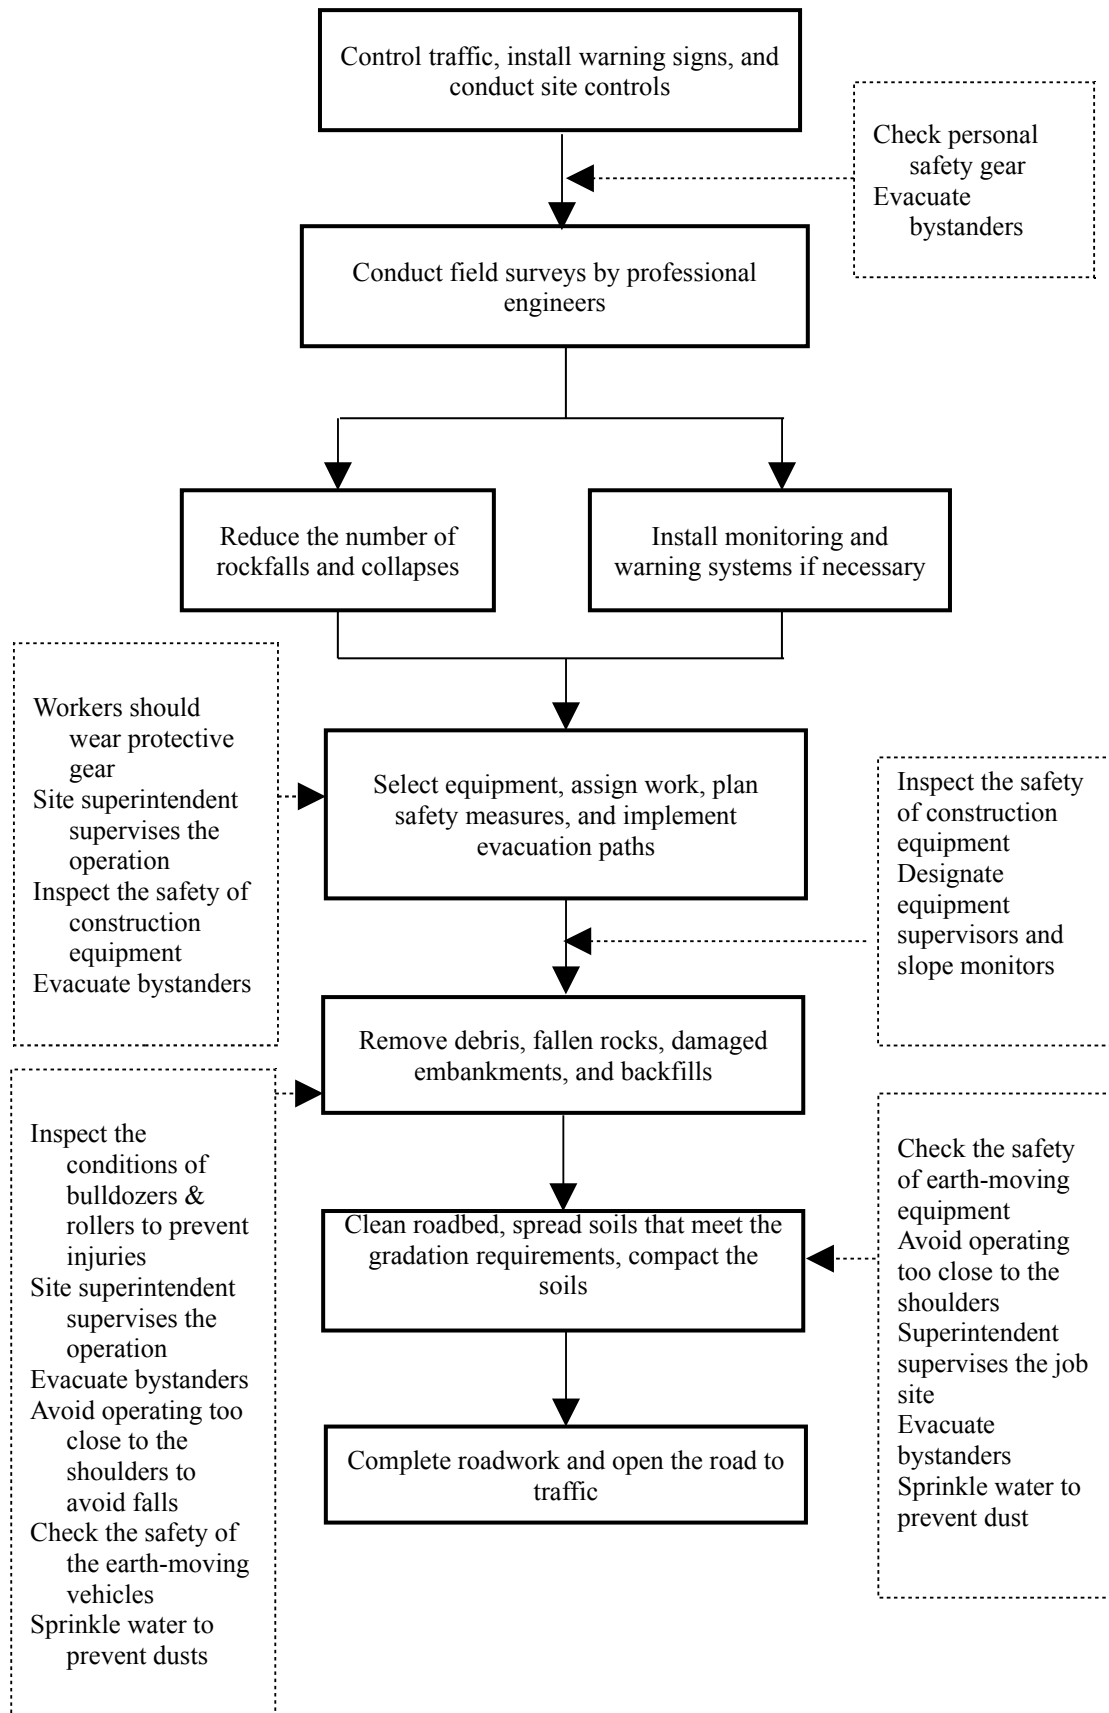 Control traffic, install warning signs, and
conduct site controls
Check personal
safety gear
Evacuate
bystanders
Conduct field surveys by professional
engineers
Reduce the number of
rockfalls and collapses
Install monitoring and
warning systems if necessary
Workers should
wear protective
gear
Site superintendent
supervises the
operation
Inspect the safety of
construction
equipment
Evacuate bystanders
Select equipment, assign work, plan
safety measures, and implement
evacuation paths
Inspect the safety
of construction
equipment
Designate
equipment
supervisors and
slope monitors
Remove debris, fallen rocks, damaged
embankments, and backfills
Inspect the
conditions of
bulldozers &
rollers to prevent
injuries
Site superintendent
supervises the
operation
Evacuate bystanders
Avoid operating too
close to the
shoulders to
avoid falls
Check the safety of
the earth-moving
vehicles
Sprinkle water to
prevent dusts
Clean roadbed, spread soils that meet the
gradation requirements, compact the
soils
Check the safety
of earth-moving
equipment
Avoid operating
too close to the
shoulders
Superintendent
supervises the job
site
Evacuate
bystanders
Sprinkle water to
prevent dust
Complete roadwork and open the road to
traffic